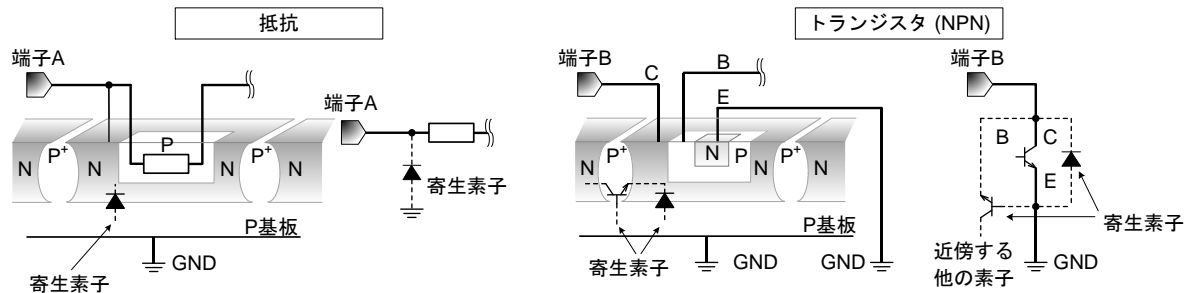 抵抗
端子A
P
N
P+
N
N
P+
N
P基板
GND
寄生素子
端子A
寄生素子
トランジスタ (NPN)
端子B
C
B
E
N
P+
N
N
P
N
P+
N
P基板
寄生素子
GND
GND
端子B
B
C
E
寄生素子
近傍する
他の素子
GND